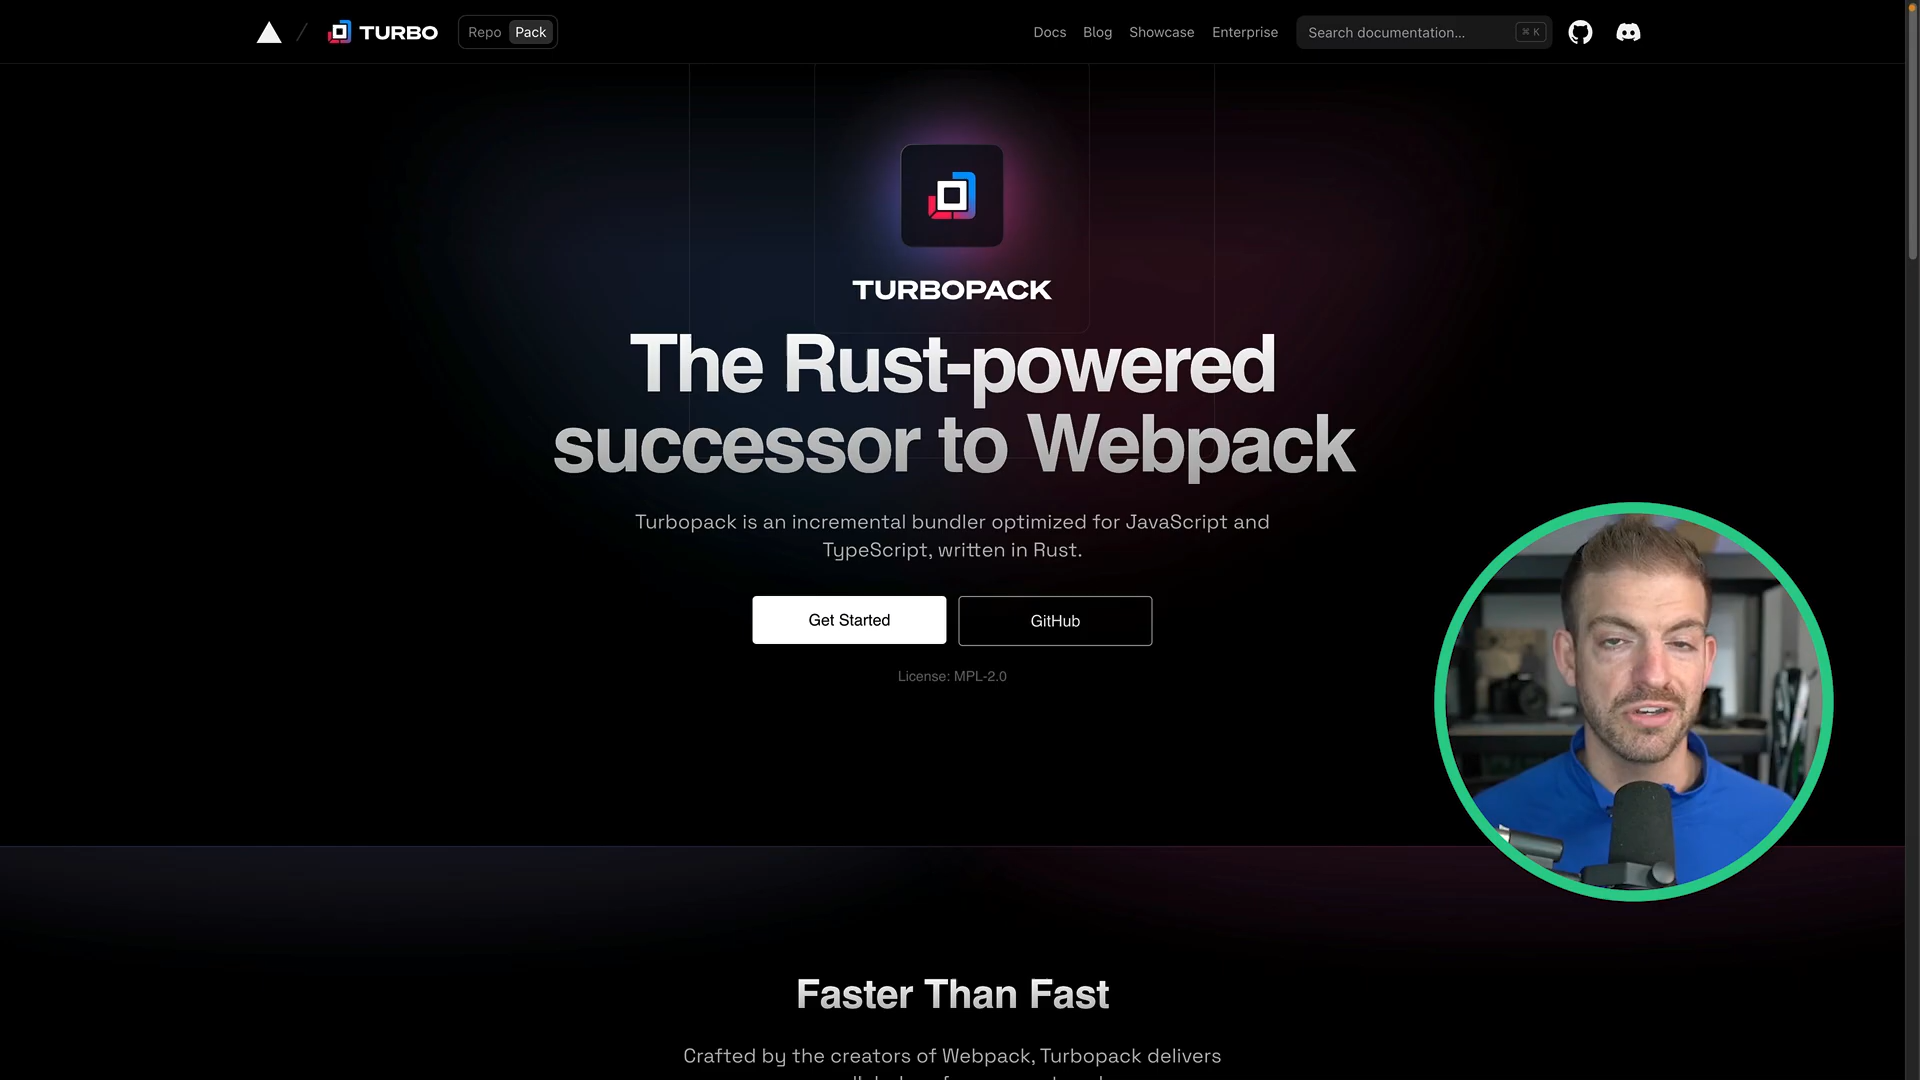 TURBO
Repo Pack
Docs Blog Showcase Enterprise
Search documentation... ⌘ K
TURBOPACK
The Rust-powered
successor to Webpack
Turbopack is an incremental bundler optimized for JavaScript and
TypeScript, written in Rust.
Get Started
GitHub
License: MPL-2.0
Faster Than Fast
Crafted by the creators of Webpack, Turbopack delivers